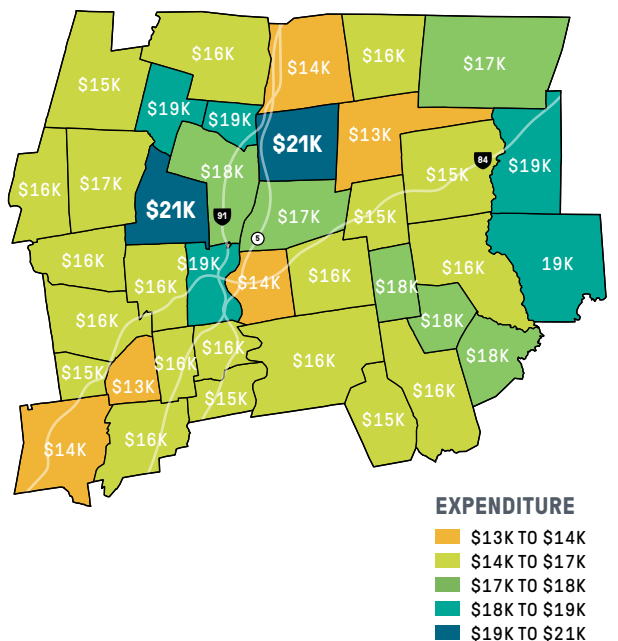 $16K
$16K
$14K
$17K
$15K
$19K
$19K
$21K
$13K
$15K
84
$19K
$18K
$16K
$17K
$21K
91
$17K
$15K
5
$16K
$19K
$16K
$14K
$16K
$18K
$16K
19K
$16K
$18K
$16K
$16K
$16K
$18K
$15K
$13K
$15K
$16K
$15K
$14K
$16K
EXPENDITURE
$13K TO $14K
$14K TO $17K
$17K TO $18K
$18K TO $19K
$19K TO $21K